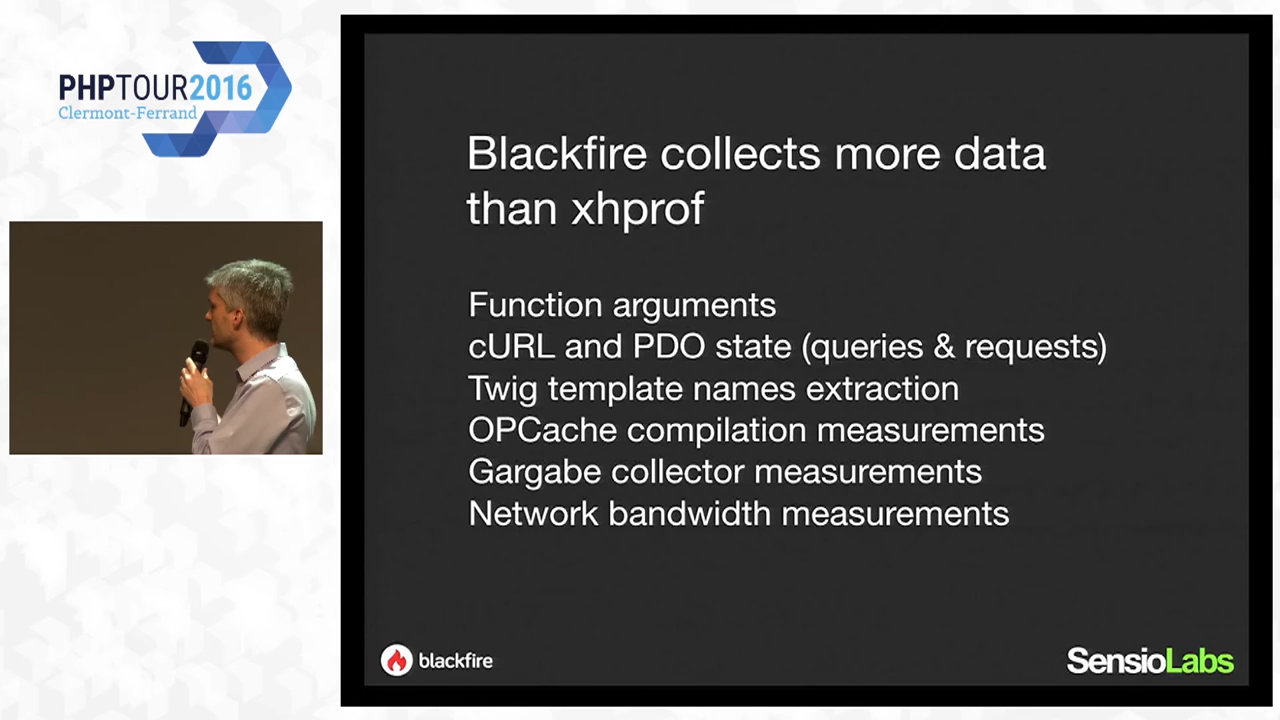 PHPTOUR2016
Clermont-Ferrand
Blackfire collects more data
than xhprof
Function arguments
cURL and PDO state (queries & requests)
Twig template names extraction
OPCache compilation measurements
Gargabe collector measurements
Network bandwidth measurements
blackfire
SensioLabs